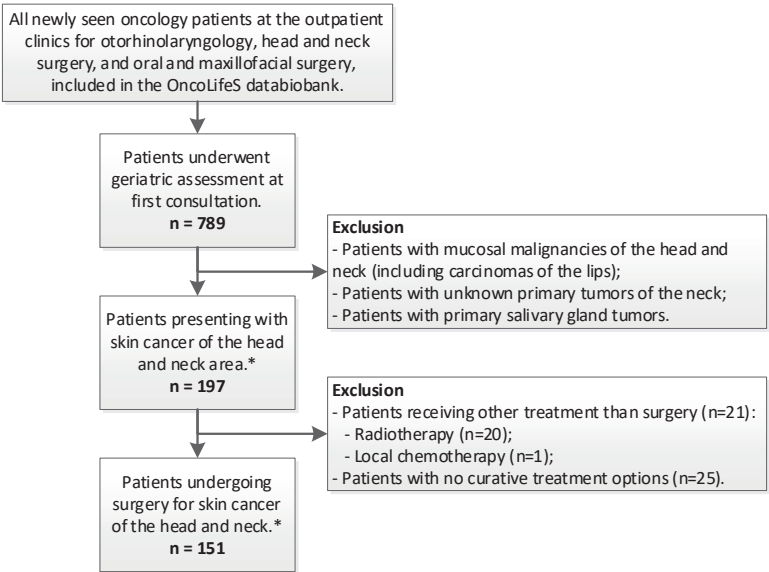 All newly seen oncology patients at the outpatient
clinics for otorhinolaryngology, head and neck
surgery, and oral and maxillofacial surgery,
included in the OncoLifeS databiobank.
Patients underwent
geriatric assessment at
first consultation.
n = 789
Exclusion
- Patients with mucosal malignancies of the head and
neck (including carcinomas of the lips);
- Patients with unknown primary tumors of the neck;
- Patients with primary salivary gland tumors.
Patients presenting with
skin cancer of the head
and neck area.*
n = 197
Exclusion
- Patients receiving other treatment than surgery (n=21):
- Radiotherapy (n=20);
- Local chemotherapy (n=1);
- Patients with no curative treatment options (n=25).
Patients undergoing
surgery for skin cancer
of the head and neck.*
n = 151